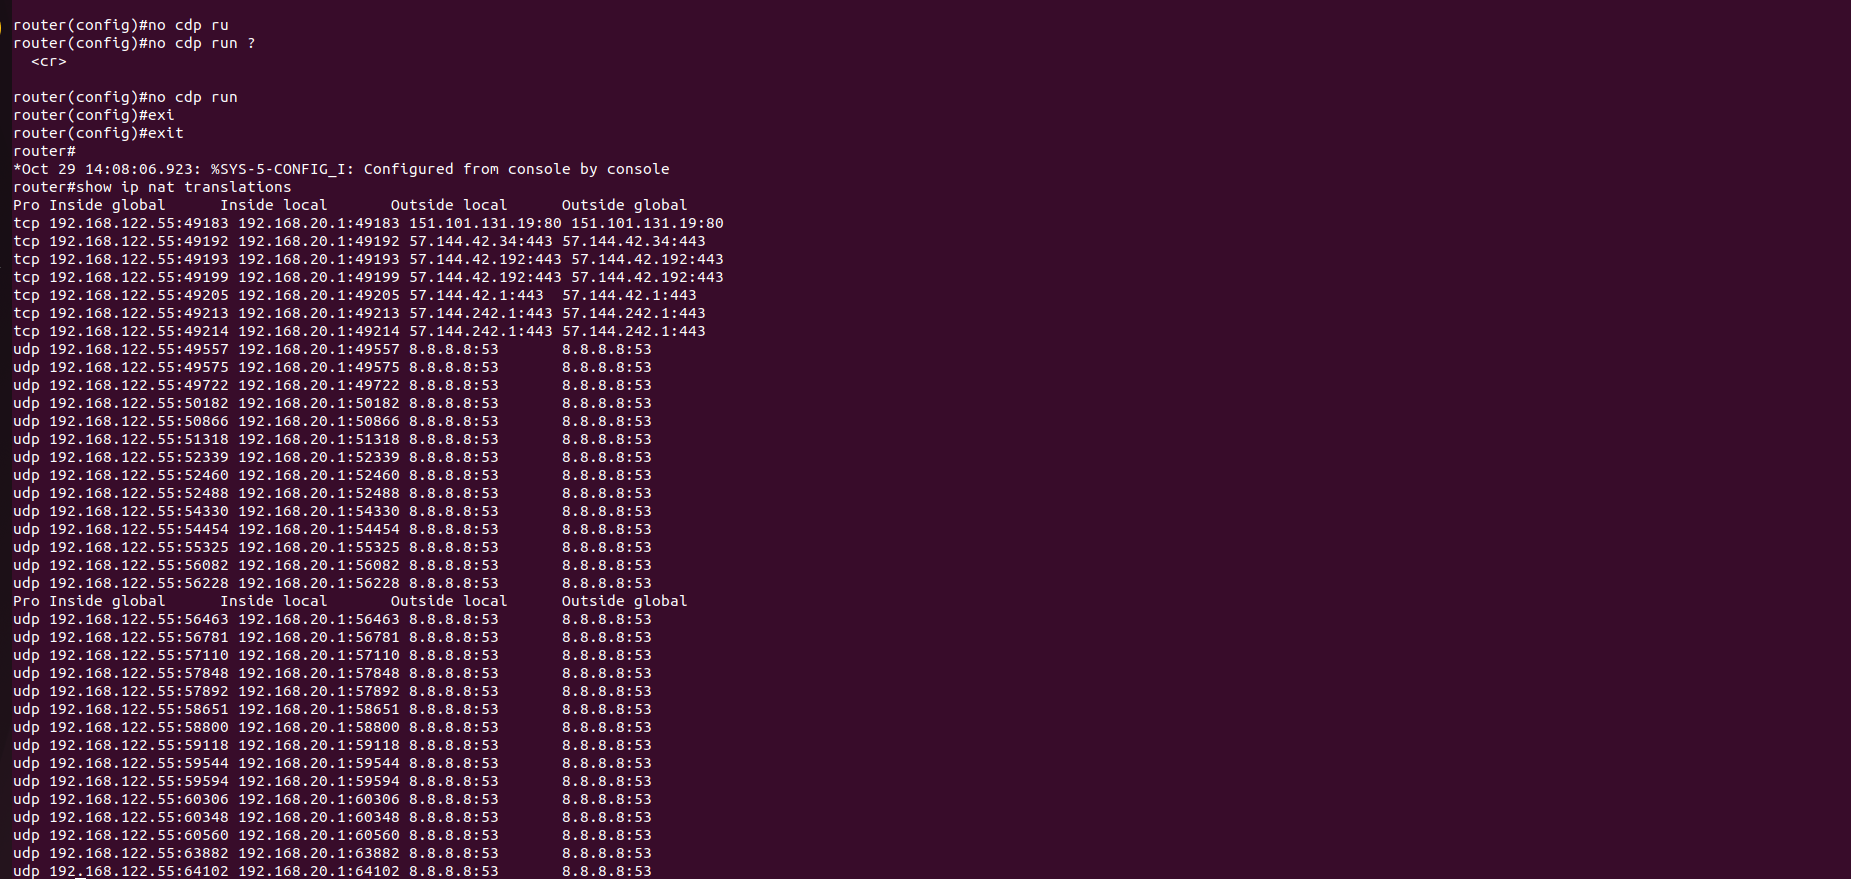 router(config)#no cdp ru
router(config)#no cdp run ?
  <cr>
router(config)#no cdp run
router(config)#exi
router(config)#exit
router#
*Oct 29 14:08:06.923: %SYS-5-CONFIG_I: Configured from console by console
router#show ip nat translations
Pro Inside global      Inside local       Outside local      Outside global
tcp 192.168.122.55:49183 192.168.20.1:49183 151.101.131.19:80 151.101.131.19:80
tcp 192.168.122.55:49192 192.168.20.1:49192 57.144.42.34:443 57.144.42.34:443
tcp 192.168.122.55:49193 192.168.20.1:49193 57.144.42.192:443 57.144.42.192:443
tcp 192.168.122.55:49199 192.168.20.1:49199 57.144.42.192:443 57.144.42.192:443
tcp 192.168.122.55:49205 192.168.20.1:49205 57.144.42.1:443  57.144.42.1:443
tcp 192.168.122.55:49213 192.168.20.1:49213 57.144.242.1:443 57.144.242.1:443
tcp 192.168.122.55:49214 192.168.20.1:49214 57.144.242.1:443 57.144.242.1:443
udp 192.168.122.55:49557 192.168.20.1:49557 8.8.8.8:53       8.8.8.8:53
udp 192.168.122.55:49575 192.168.20.1:49575 8.8.8.8:53       8.8.8.8:53
udp 192.168.122.55:49722 192.168.20.1:49722 8.8.8.8:53       8.8.8.8:53
udp 192.168.122.55:50182 192.168.20.1:50182 8.8.8.8:53       8.8.8.8:53
udp 192.168.122.55:50866 192.168.20.1:50866 8.8.8.8:53       8.8.8.8:53
udp 192.168.122.55:51318 192.168.20.1:51318 8.8.8.8:53       8.8.8.8:53
udp 192.168.122.55:52339 192.168.20.1:52339 8.8.8.8:53       8.8.8.8:53
udp 192.168.122.55:52460 192.168.20.1:52460 8.8.8.8:53       8.8.8.8:53
udp 192.168.122.55:52488 192.168.20.1:52488 8.8.8.8:53       8.8.8.8:53
udp 192.168.122.55:54330 192.168.20.1:54330 8.8.8.8:53       8.8.8.8:53
udp 192.168.122.55:54454 192.168.20.1:54454 8.8.8.8:53       8.8.8.8:53
udp 192.168.122.55:55325 192.168.20.1:55325 8.8.8.8:53       8.8.8.8:53
udp 192.168.122.55:56082 192.168.20.1:56082 8.8.8.8:53       8.8.8.8:53
udp 192.168.122.55:56228 192.168.20.1:56228 8.8.8.8:53       8.8.8.8:53
Pro Inside global      Inside local       Outside local      Outside global
udp 192.168.122.55:56463 192.168.20.1:56463 8.8.8.8:53       8.8.8.8:53
udp 192.168.122.55:56781 192.168.20.1:56781 8.8.8.8:53       8.8.8.8:53
udp 192.168.122.55:57110 192.168.20.1:57110 8.8.8.8:53       8.8.8.8:53
udp 192.168.122.55:57848 192.168.20.1:57848 8.8.8.8:53       8.8.8.8:53
udp 192.168.122.55:57892 192.168.20.1:57892 8.8.8.8:53       8.8.8.8:53
udp 192.168.122.55:58651 192.168.20.1:58651 8.8.8.8:53       8.8.8.8:53
udp 192.168.122.55:58800 192.168.20.1:58800 8.8.8.8:53       8.8.8.8:53
udp 192.168.122.55:59118 192.168.20.1:59118 8.8.8.8:53       8.8.8.8:53
udp 192.168.122.55:59544 192.168.20.1:59544 8.8.8.8:53       8.8.8.8:53
udp 192.168.122.55:59594 192.168.20.1:59594 8.8.8.8:53       8.8.8.8:53
udp 192.168.122.55:60306 192.168.20.1:60306 8.8.8.8:53       8.8.8.8:53
udp 192.168.122.55:60348 192.168.20.1:60348 8.8.8.8:53       8.8.8.8:53
udp 192.168.122.55:60560 192.168.20.1:60560 8.8.8.8:53       8.8.8.8:53
udp 192.168.122.55:63882 192.168.20.1:63882 8.8.8.8:53       8.8.8.8:53
udp 192.168.122.55:64102 192.168.20.1:64102 8.8.8.8:53       8.8.8.8:53